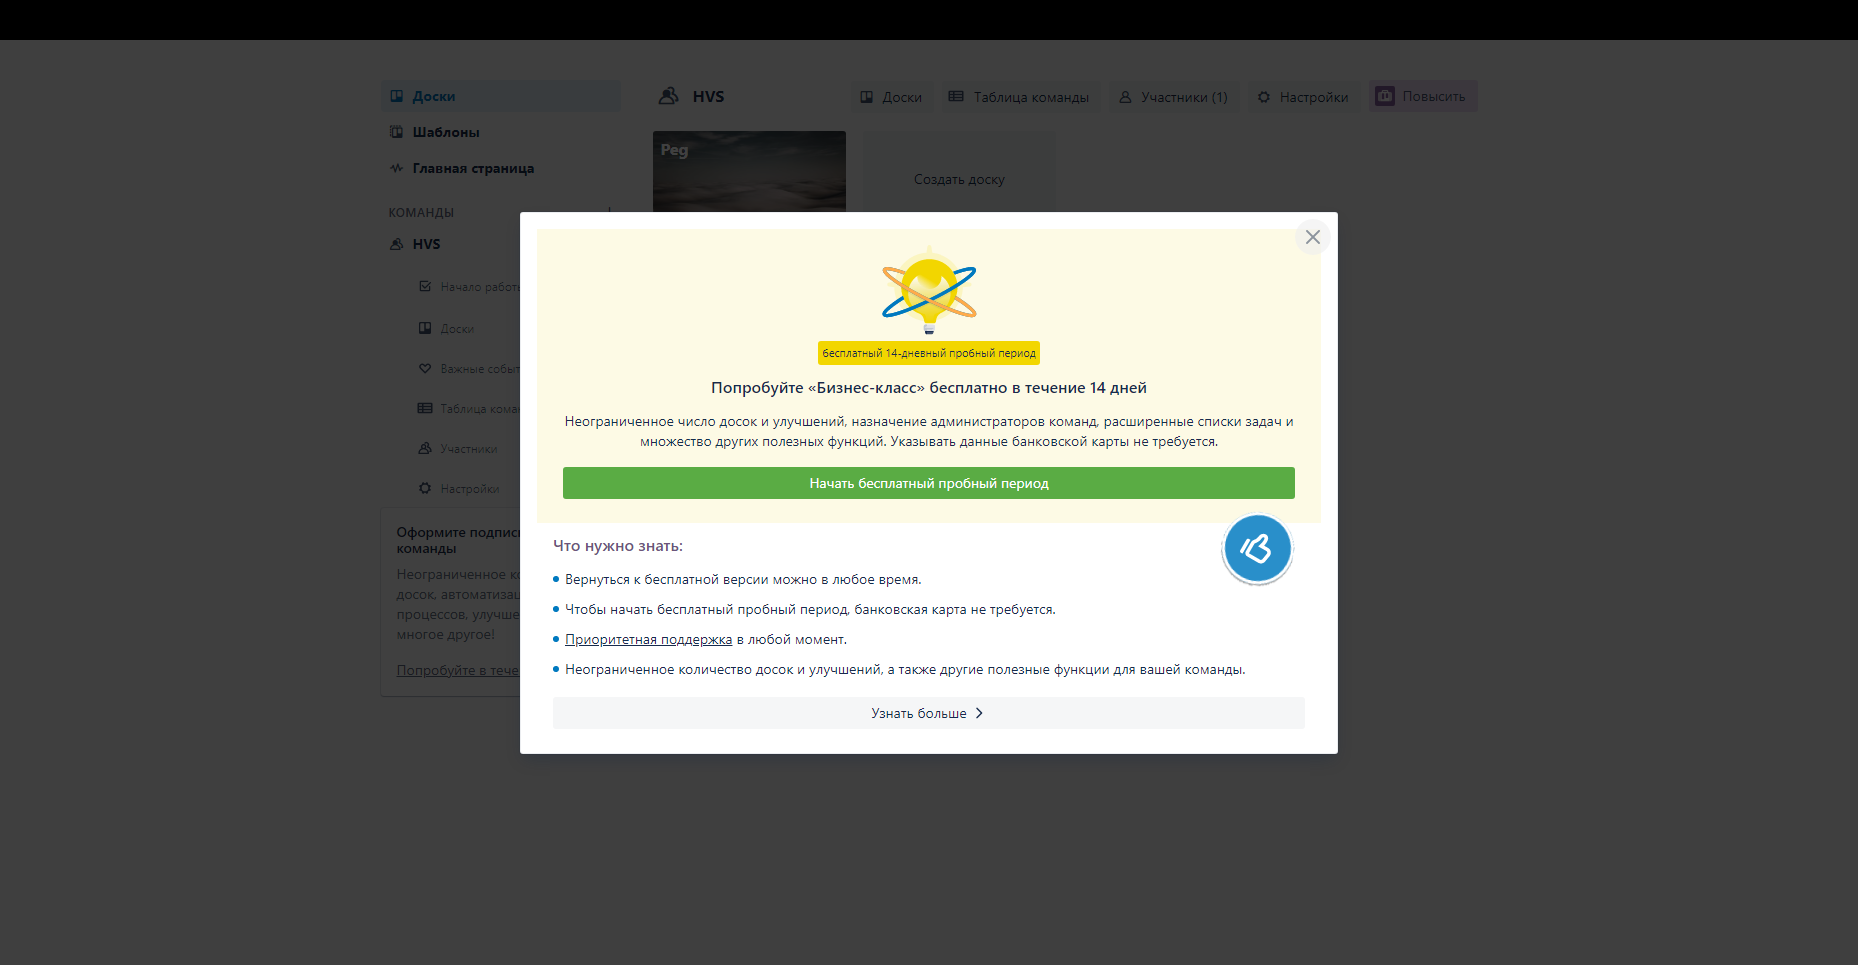 Доски
Шаблоны
Главная страница
КОМАНДЫ
HVS
Начало работ
Доски
Важные собы
Таблица кома
Участники
Настройки
Оформите подпис
команды
Неограниченное к
досок, автоматизац
процессов, улучше
многое другое!
Попробуйте в тече
HVS
Доски
Таблица команды
Участники (1)
Настройки
Повысить
Peg
Создать доску
бесплатный 14-дневный пробный период
Попробуйте «Бизнес-класс» бесплатно в течение 14 дней
Неограниченное число досок и улучшений, назначение администраторов команд, расширенные списки задач и
множество других полезных функций. Указывать данные банковской карты не требуется.
Начать бесплатный пробный период
Что нужно знать:
Вернуться к бесплатной версии можно в любое время.
Чтобы начать бесплатный пробный период, банковская карта не требуется.
Приоритетная поддержка в любой момент.
Неограниченное количество досок и улучшений, а также другие полезные функции для вашей команды.
Узнать больше